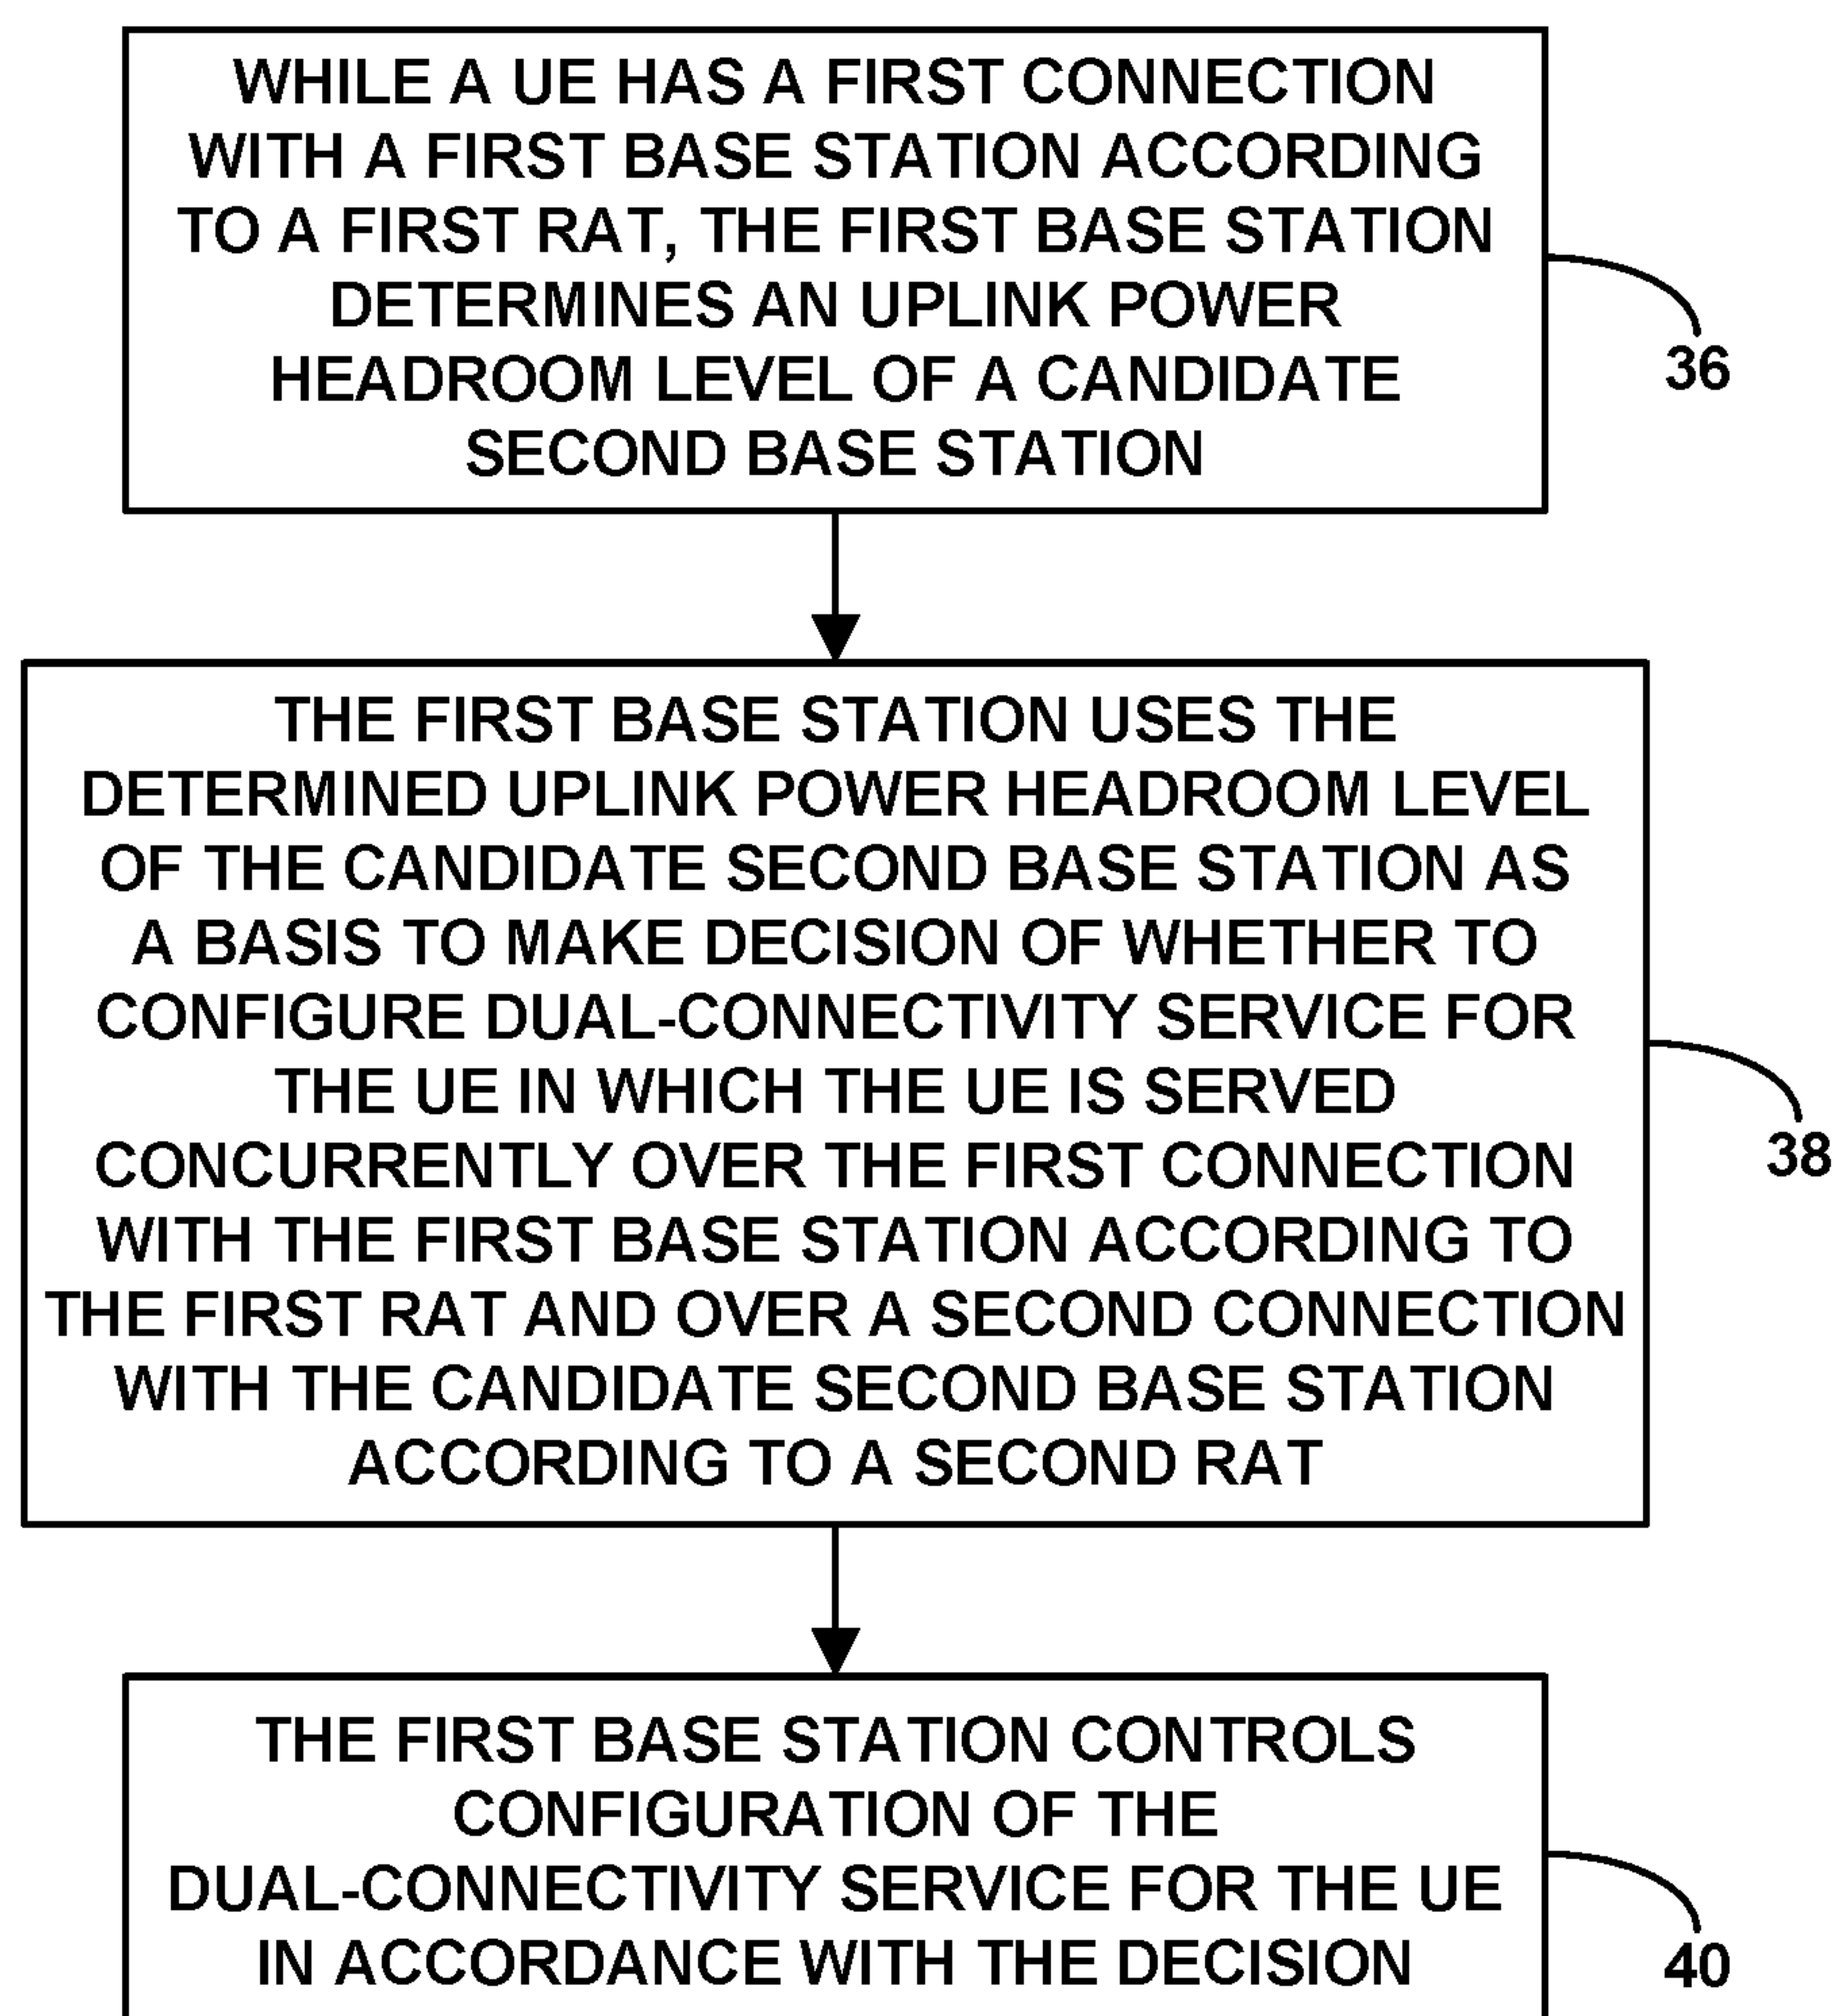 WHILE A UE HAS A FIRST CONNECTION
WITH A FIRST BASE STATION ACCORDING
TO A FIRST RAT, THE FIRST BASE STATION
DETERMINES AN UPLINK POWER
HEADROOM LEVEL OF A CANDIDATE
SECOND BASE STATION
36
THE FIRST BASE STATION USES THE
DETERMINED UPLINK POWER HEADROOM LEVEL
OF THE CANDIDATE SECOND BASE STATION AS
A BASIS TO MAKE DECISION OF WHETHER TO
CONFIGURE DUAL-CONNECTIVITY SERVICE FOR
THE UE IN WHICH THE UE IS SERVED
CONCURRENTLY OVER THE FIRST CONNECTION
WITH THE FIRST BASE STATION ACCORDING TO
THE FIRST RAT AND OVER A SECOND CONNECTION
WITH THE CANDIDATE SECOND BASE STATION
ACCORDING TO A SECOND RAT
38
THE FIRST BASE STATION CONTROLS
CONFIGURATION OF THE
DUAL-CONNECTIVITY SERVICE FOR THE UE
IN ACCORDANCE WITH THE DECISION
40